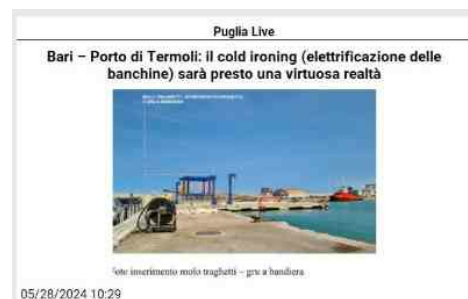 Puglia Live
Bari – Porto di Termoli: il cold ironing (elettrificazione delle
banchine) sarà presto una virtuosa realtà
foto inserimento molo traghetti – gru a bandiera
05/28/2024 10:29